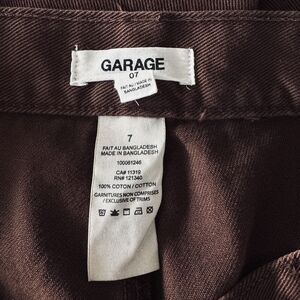 GARAGE
07
FAIT AU / MADE IN
BANGLADESH
7
FAIT AU BANGLADESH
MADE IN BANGLADESH
100081246
CA# 11319
RN# 121340
100% COTON / COTTON
GARNITURES NON COMPRISES
/ EXCLUSIVE OF TRIMS